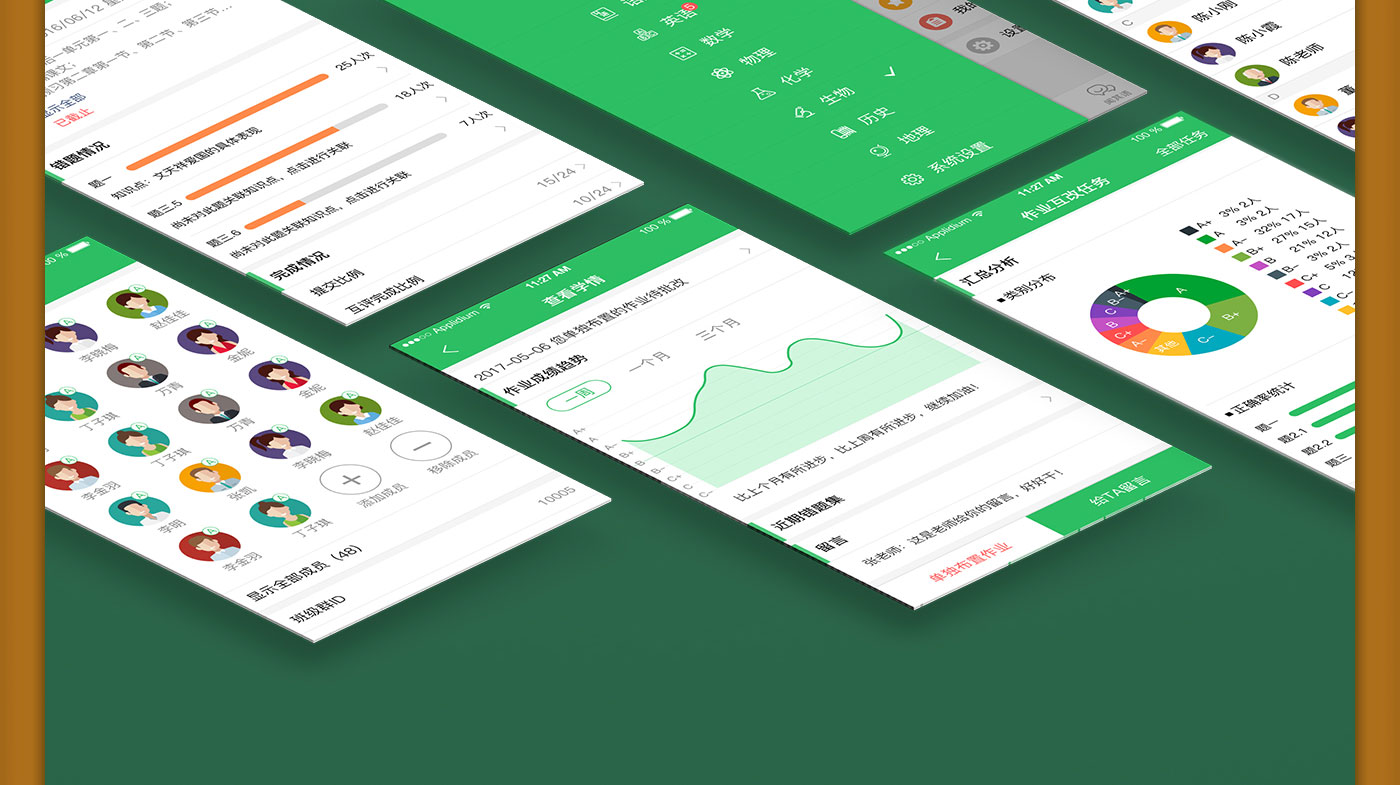 16/06/12
一单元第一、二、三题；
课文；
预习第二章第一节、第二节、第三节...
显示全部
已截止
错题情况
题一
25人次
知识点：文天祥爱国的具体表现
题三.5
18人次
尚未对此题关联知识点，点击进行关联
题三.6
7人次
尚未对此题关联知识点，点击进行关联
完成情况
提交比例
15/24
互评完成比例
10/24
英语
5
数学
物理
化学
生物
历史
地理
系统设置
设置
C
陈小刚
陈小霞
陈老师
D
董
A
赵佳佳
A
李晓梅
A
金妮
A
万青
A
金妮
A
丁子琪
A
万青
A
赵佳佳
A
丁子琪
A
李晓梅
移除成员
A
李金羽
A
张凯
添加成员
A
李明
A
丁子琪
A
李金羽
显示全部成员（48）
班级群ID
10005
Applidium
11:27 AM
100 %
查看学情
2017-05-06 您单独布置的作业待批改
作业成绩趋势
一周
一个月
三个月
A+
A
A-
B+
B
B-
C+
C
C-
比上个月有所进步，比上周有所进步，继续加油！
近期错题集
留言
张老师：这是老师给你的留言，好好干！
单独布置作业
给TA留言
Applidium
11:27 AM
100 %
作业互改任务
全部任务
汇总分析
类别分布
A+ 3% 2人
A 3% 2人
A- 32% 17人
B+ 27% 15人
B 21% 12人
B- 3% 2人
C+ 5%
C
C-
A
B+
C-
其他
A-
C+
B
C
B-
A+
正确率统计
题一
题2.1
题2.2
题三